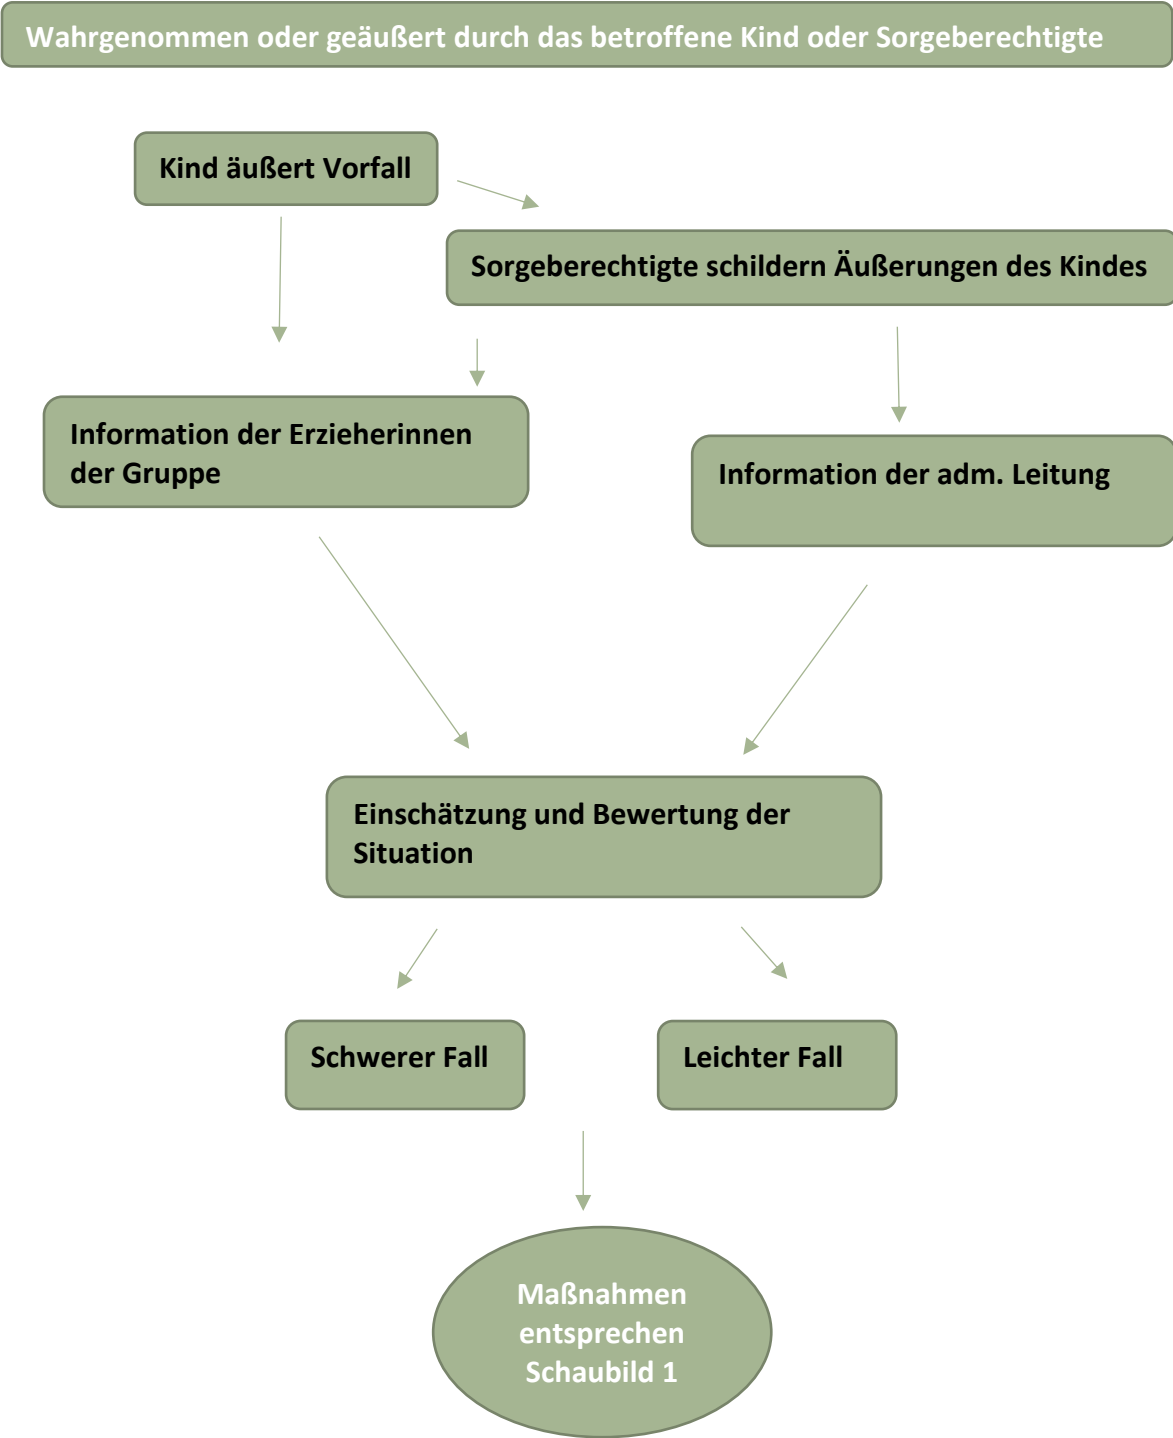 Wahrgenommen oder geäußert durch das betroffene Kind oder Sorgeberechtigte
Kind äußert Vorfall
Sorgeberechtigte schildern Äußerungen des Kindes
Information der Erzieherinnen
der Gruppe
Information der adm. Leitung
Einschätzung und Bewertung der
Situation
Schwerer Fall
Leichter Fall
Maßnahmen
entsprechen
Schaubild 1